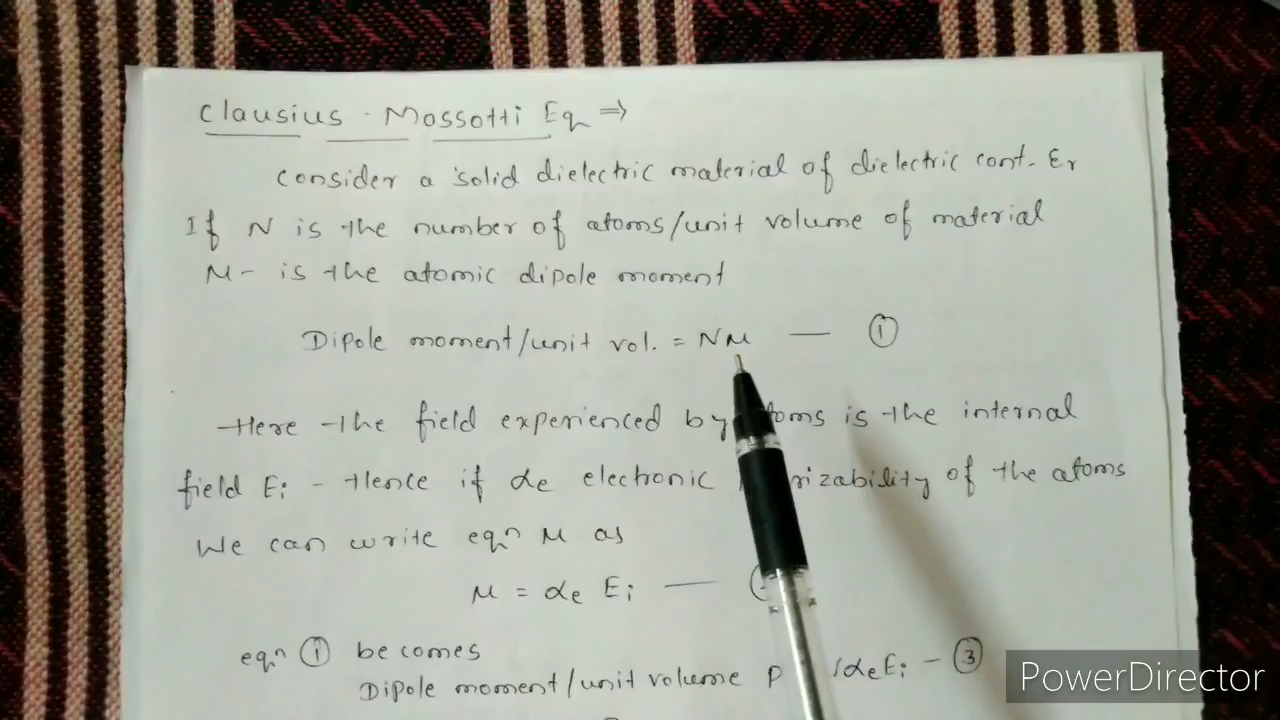 Clausius - Mossotti Eq ⇒
Consider a solid dielectric material of dielectric cont. εr
If N is the number of atoms/unit volume of material
μ - is the atomic dipole moment
Dipole moment/unit vol. = Nμ — ①
Here the field experienced by atoms is the internal
field Ei - Hence if αe electronic of the atoms
We can write eqn μ as
μ = αe Ei —
eqn ① becomes
Dipole moment/unit volume P αeEi - ③
PowerDirector